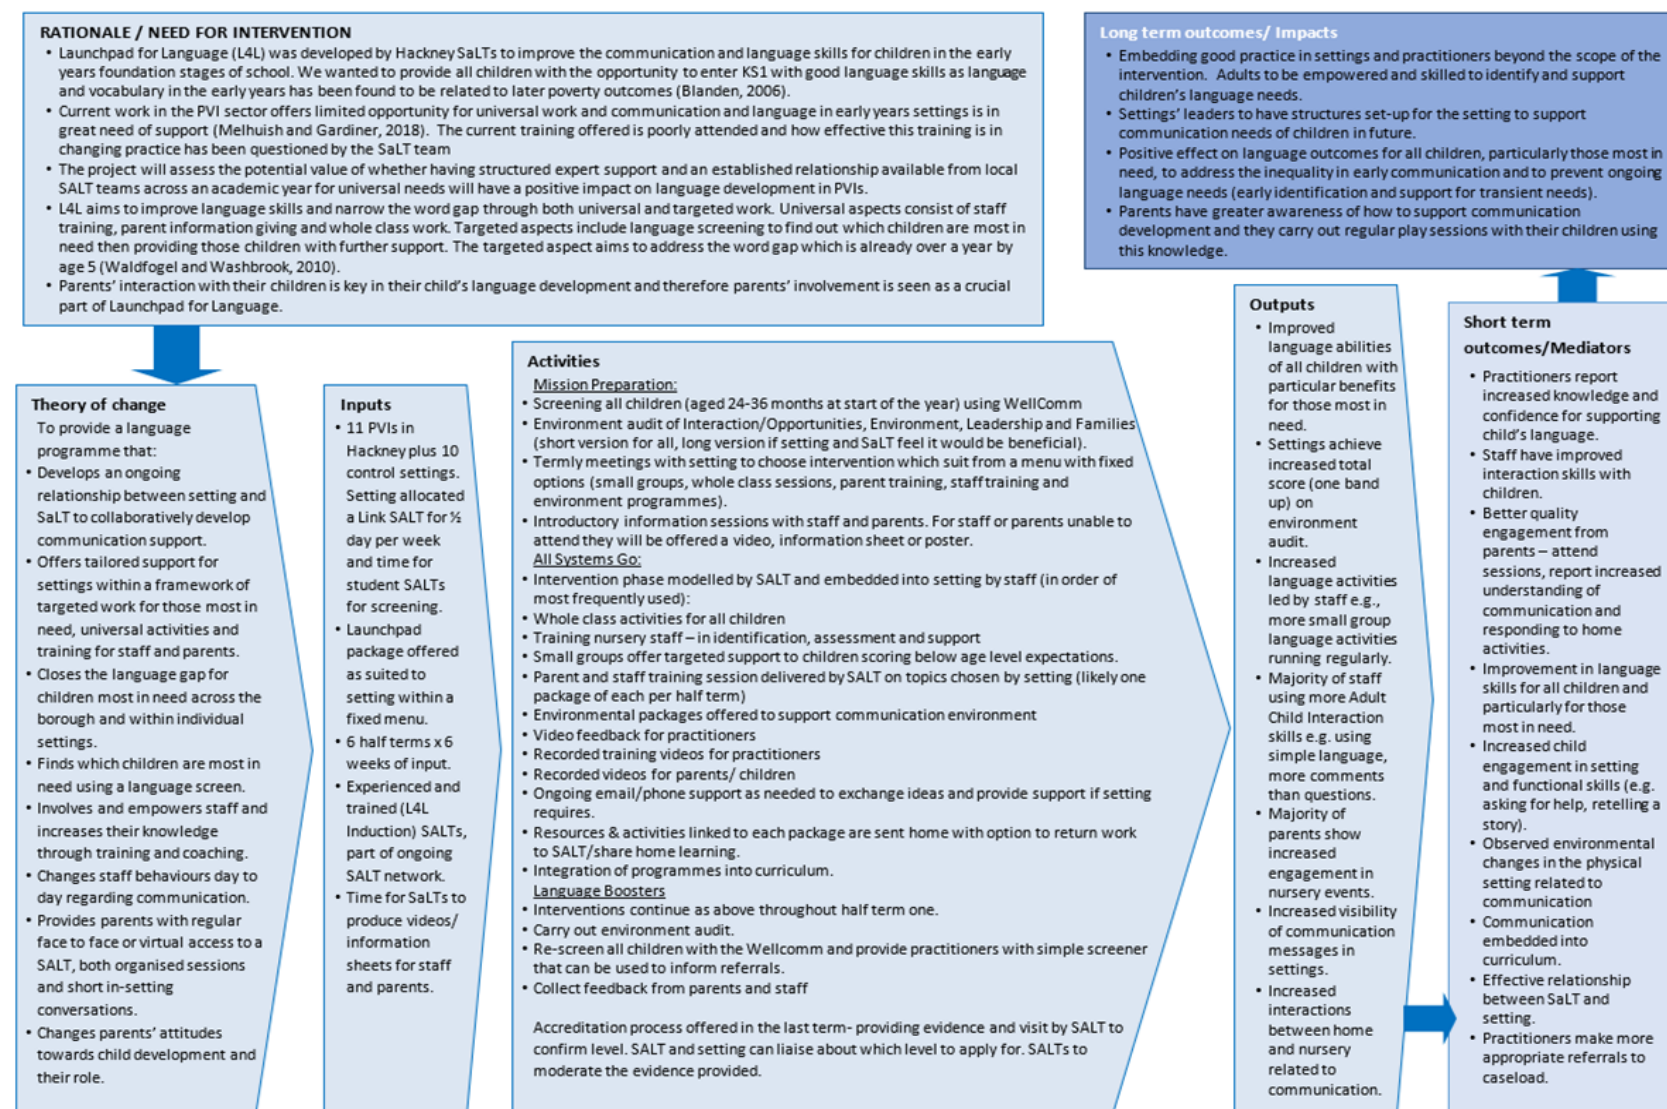 RATIONALE / NEED FOR INTERVENTION
• Launchpad for Language (L4L) was developed by Hackney SaLTs to improve the communication and language skills for children in the early
years foundation stages of school. We wanted to provide all children with the opportunity to enter KS1 with good language skills as language
and vocabulary in the early years has been found to be related to later poverty outcomes (Blanden, 2006).
• Current work in the PVI sector offers limited opportunity for universal work and communication and language in early years settings is in
great need of support (Melhuish and Gardiner, 2018). The current training offered is poorly attended and how effective this training is in
changing practice has been questioned by the SaLT team
• The project will assess the potential value of whether having structured expert support and an established relationship available from local
SALT teams across an academic year for universal needs will have a positive impact on language development in PVIs.
• L4L aims to improve language skills and narrow the word gap through both universal and targeted work. Universal aspects consist of staff
training, parent information giving and whole class work. Targeted aspects include language screening to find out which children are most in
need then providing those children with further support. The targeted aspect aims to address the word gap which is already over a year by
age 5 (Waldfogel and Washbrook, 2010).
• Parents' interaction with their children is key in their child's language development and therefore parents' involvement is seen as a crucial
part of Launchpad for Language.
Long term outcomes/ Impacts
• Embedding good practice in settings and practitioners beyond the scope of the
intervention. Adults to be empowered and skilled to identify and support
children's language needs.
• Settings' leaders to have structures set-up for the setting to support
communication needs of children in future.
• Positive effect on language outcomes for all children, particularly those most in
need, to address the inequality in early communication and to prevent ongoing
language needs (early identification and support for transient needs).
• Parents have greater awareness of how to support communication
development and they carry out regular play sessions with their children using
this knowledge.
Theory of change
To provide a language
programme that:
• Develops an ongoing
relationship between setting and
SaLT to collaboratively develop
communication support.
• Offers tailored support for
settings within a framework of
targeted work for those most in
need, universal activities and
training for staff and parents.
• Closes the language gap for
children most in need across the
borough and within individual
settings.
• Finds which children are most in
need using a language screen.
• Involves and empowers staff and
increases their knowledge
through training and coaching.
• Changes staff behaviours day to
day regarding communication.
• Provides parents with regular
face to face or virtual access to a
SALT, both organised sessions
and short in-setting
conversations.
• Changes parents' attitudes
towards child development and
their role.
Inputs
• 11 PVIs in
Hackney plus 10
control settings.
Setting allocated
a Link SALT for ½
day per week
and time for
student SALTs
for screening.
• Launchpad
package offered
as suited to
setting within a
fixed menu.
• 6 half terms x 6
weeks of input.
• Experienced and
trained (L4L
Induction) SALTs,
part of ongoing
SALT network.
• Time for SaLTs to
produce videos/
information
sheets for staff
and parents.
Activities
Mission Preparation:
• Screening all children (aged 24-36 months at start of the year) using WellComm
• Environment audit of Interaction/Opportunities, Environment, Leadership and Families
(short version for all, long version if setting and SaLT feel it would be beneficial).
• Termly meetings with setting to choose intervention which suit from a menu with fixed
options (small groups, whole class sessions, parent training, staff training and
environment programmes).
• Introductory information sessions with staff and parents. For staff or parents unable to
attend they will be offered a video, information sheet or poster.
All Systems Go:
• Intervention phase modelled by SALT and embedded into setting by staff (in order of
most frequently used):
• Whole class activities for all children
• Training nursery staff – in identification, assessment and support
• Small groups offer targeted support to children scoring below age level expectations.
• Parent and staff training session delivered by SALT on topics chosen by setting (likely one
package of each per half term)
• Environmental packages offered to support communication environment
• Video feedback for practitioners
• Recorded training videos for practitioners
• Recorded videos for parents/ children
• Ongoing email/phone support as needed to exchange ideas and provide support if setting
requires.
• Resources & activities linked to each package are sent home with option to return work
to SALT/share home learning.
• Integration of programmes into curriculum.
Language Boosters
• Interventions continue as above throughout half term one.
• Carry out environment audit.
• Re-screen all children with the Wellcomm and provide practitioners with simple screener
that can be used to inform referrals.
• Collect feedback from parents and staff
Accreditation process offered in the last term- providing evidence and visit by SALT to
confirm level. SALT and setting can liaise about which level to apply for. SALTs to
moderate the evidence provided.
Outputs
• Improved
language abilities
of all children with
particular benefits
for those most in
need.
• Settings achieve
increased total
score (one band
up) on
environment
audit.
• Increased
language activities
led by staff e.g.,
more small group
language activities
running regularly.
• Majority of staff
using more Adult
Child Interaction
skills e.g. using
simple language,
more comments
than questions.
• Majority of
parents show
increased
engagement in
nursery events.
• Increased visibility
of communication
messages in
settings.
• Increased
interactions
between home
and nursery
related to
communication.
Short term
outcomes/Mediators
• Practitioners report
increased knowledge and
confidence for supporting
child's language.
• Staff have improved
interaction skills with
children.
• Better quality
engagement from
parents – attend
sessions, report increased
understanding of
communication and
responding to home
activities.
• Improvement in language
skills for all children and
particularly for those
most in need.
• Increased child
engagement in setting
and functional skills (e.g.
asking for help, retelling a
story).
• Observed environmental
changes in the physical
setting related to
communication
• Communication
embedded into
curriculum.
• Effective relationship
between SaLT and
setting.
• Practitioners make more
appropriate referrals to
caseload.